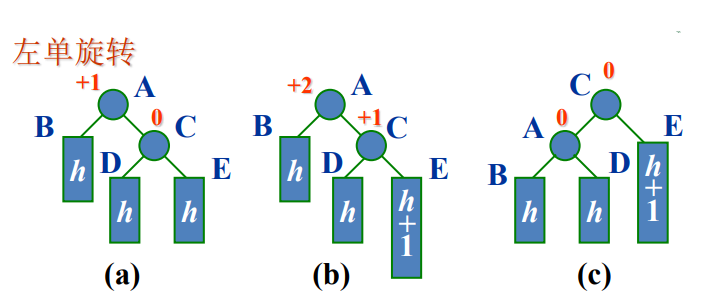 左单旋转
+1 A
B 0 C
h D E
h h
(a)
+2 A
B +1 C
h D E
h h+1
(b)
0
C
A 0 E
B D h+1
h h
(c)